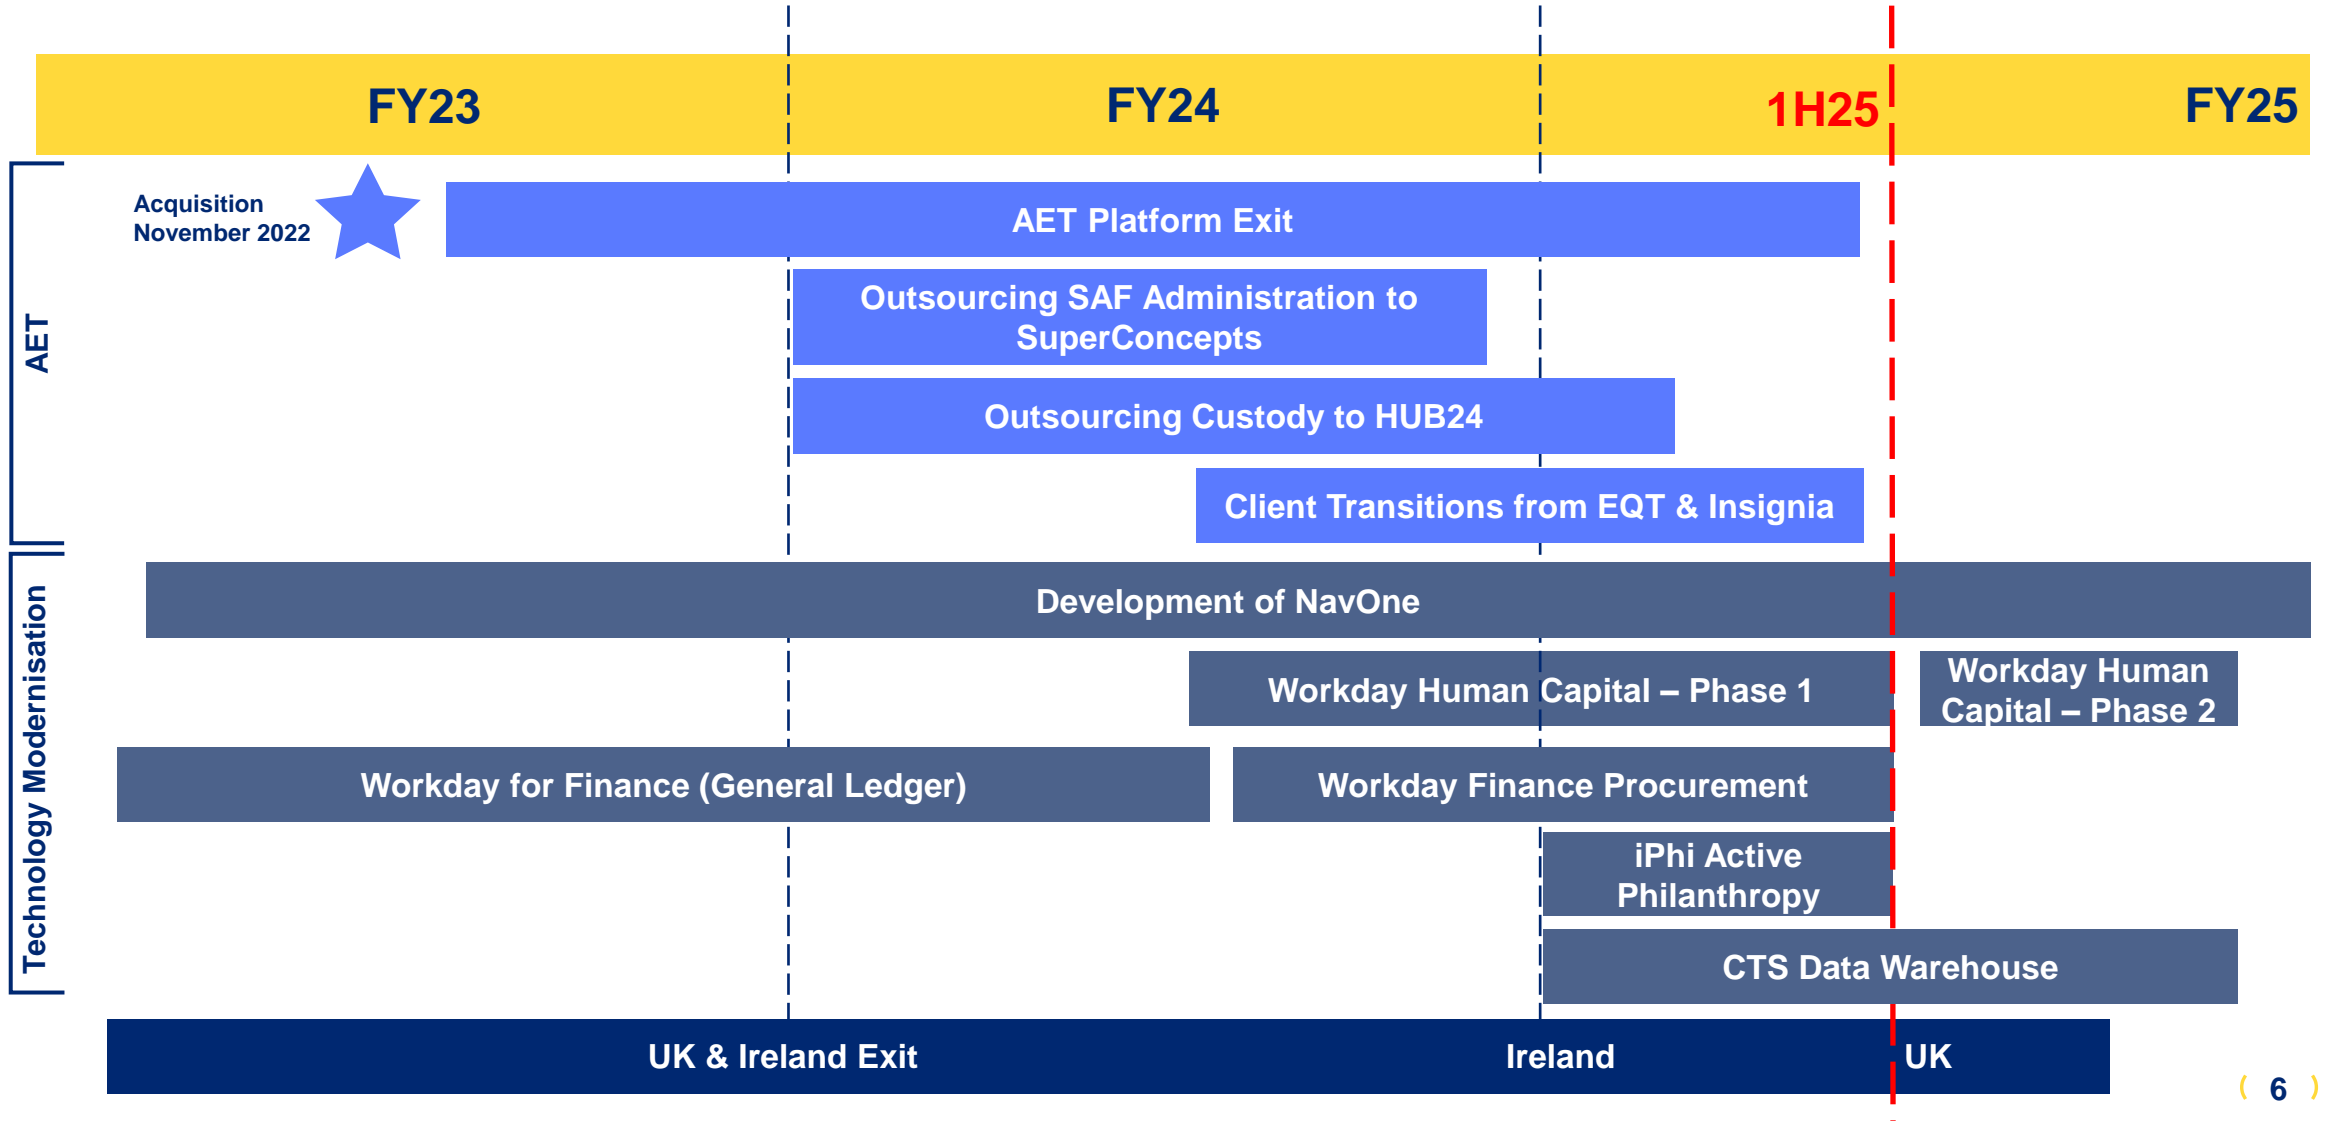 FY23
FY24
1H25
FY25
AET
Acquisition
November 2022
AET Platform Exit
Outsourcing SAF Administration to
SuperConcepts
Outsourcing Custody to HUB24
Client Transitions from EQT & Insignia
Technology Modernisation
Development of NavOne
Workday Human Capital – Phase 1
Workday Human
Capital – Phase 2
Workday for Finance (General Ledger)
Workday Finance Procurement
iPhi Active
Philanthropy
CTS Data Warehouse
UK & Ireland Exit
Ireland
UK
( 6 )